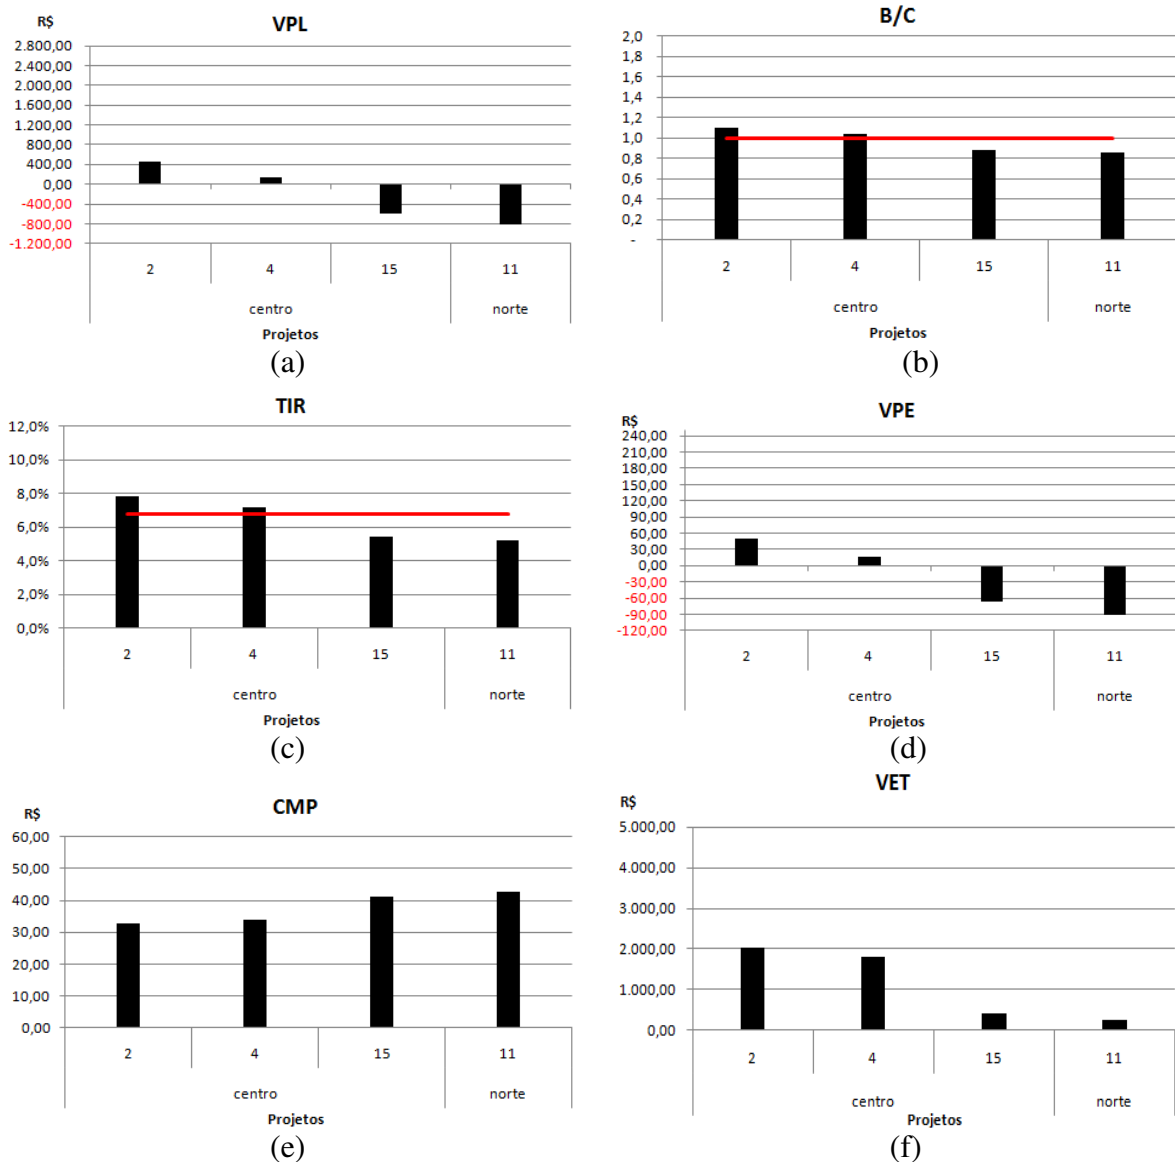 VPL
R$
2.800,00
2.400,00
2.000,00
1.600,00
1.200,00
800,00
400,00
0,00
-400,00
-800,00
-1.200,00
2 4 15 11
centro norte
Projetos
(a)
B/C
2,0
1,8
1,6
1,4
1,2
1,0
0,8
0,6
0,4
0,2
-
2 4 15 11
centro norte
Projetos
(b)
TIR
12,0%
10,0%
8,0%
6,0%
4,0%
2,0%
0,0%
2 4 15 11
centro norte
Projetos
(c)
VPE
R$
240,00
210,00
180,00
150,00
120,00
90,00
60,00
30,00
0,00
-30,00
-60,00
-90,00
-120,00
2 4 15 11
centro norte
Projetos
(d)
CMP
R$
60,00
50,00
40,00
30,00
20,00
10,00
0,00
2 4 15 11
centro norte
Projetos
(e)
VET
R$
5.000,00
4.000,00
3.000,00
2.000,00
1.000,00
0,00
2 4 15 11
centro norte
Projetos
(f)